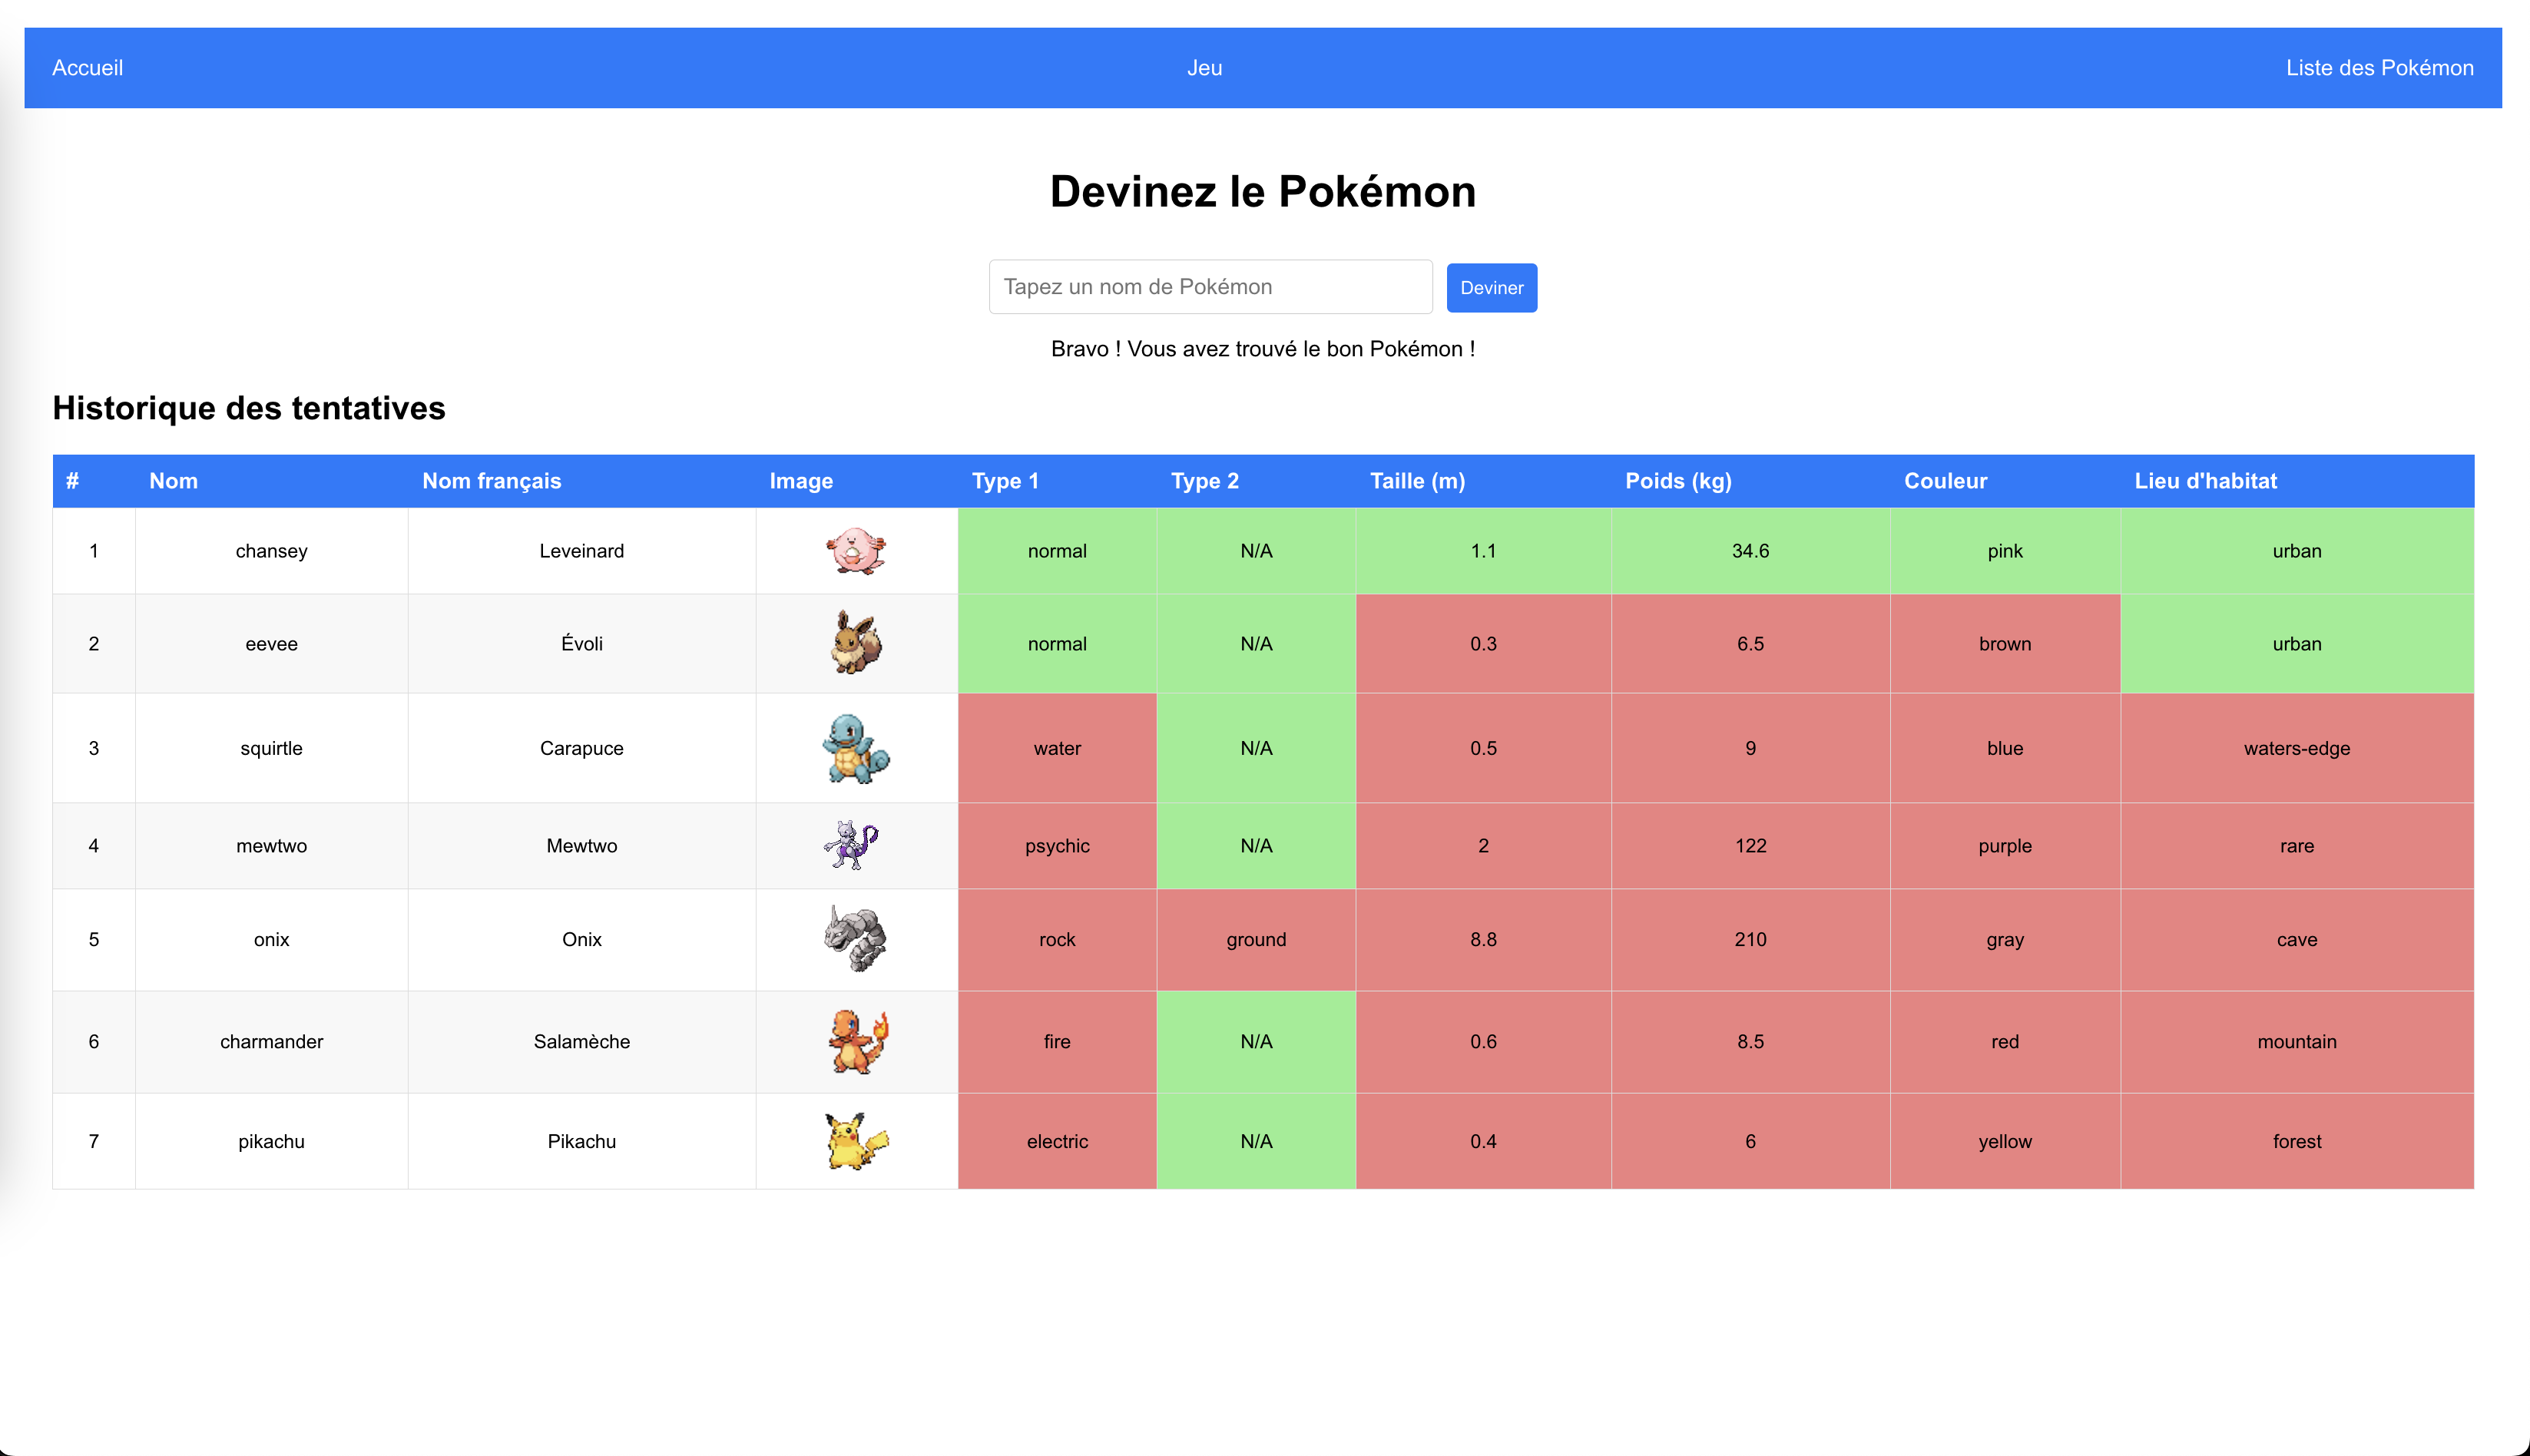 Accueil Jeu Liste des Pokémon
Devinez le Pokémon
Tapez un nom de Pokémon Deviner
Bravo ! Vous avez trouvé le bon Pokémon !
Historique des tentatives
# Nom Nom français Image Type 1 Type 2 Taille (m) Poids (kg) Couleur Lieu d'habitat
1 chansey Leveinard normal N/A 1.1 34.6 pink urban
2 eevee Évoli normal N/A 0.3 6.5 brown urban
3 squirtle Carapuce water N/A 0.5 9 blue waters-edge
4 mewtwo Mewtwo psychic N/A 2 122 purple rare
5 onix Onix rock ground 8.8 210 gray cave
6 charmander Salamèche fire N/A 0.6 8.5 red mountain
7 pikachu Pikachu electric N/A 0.4 6 yellow forest